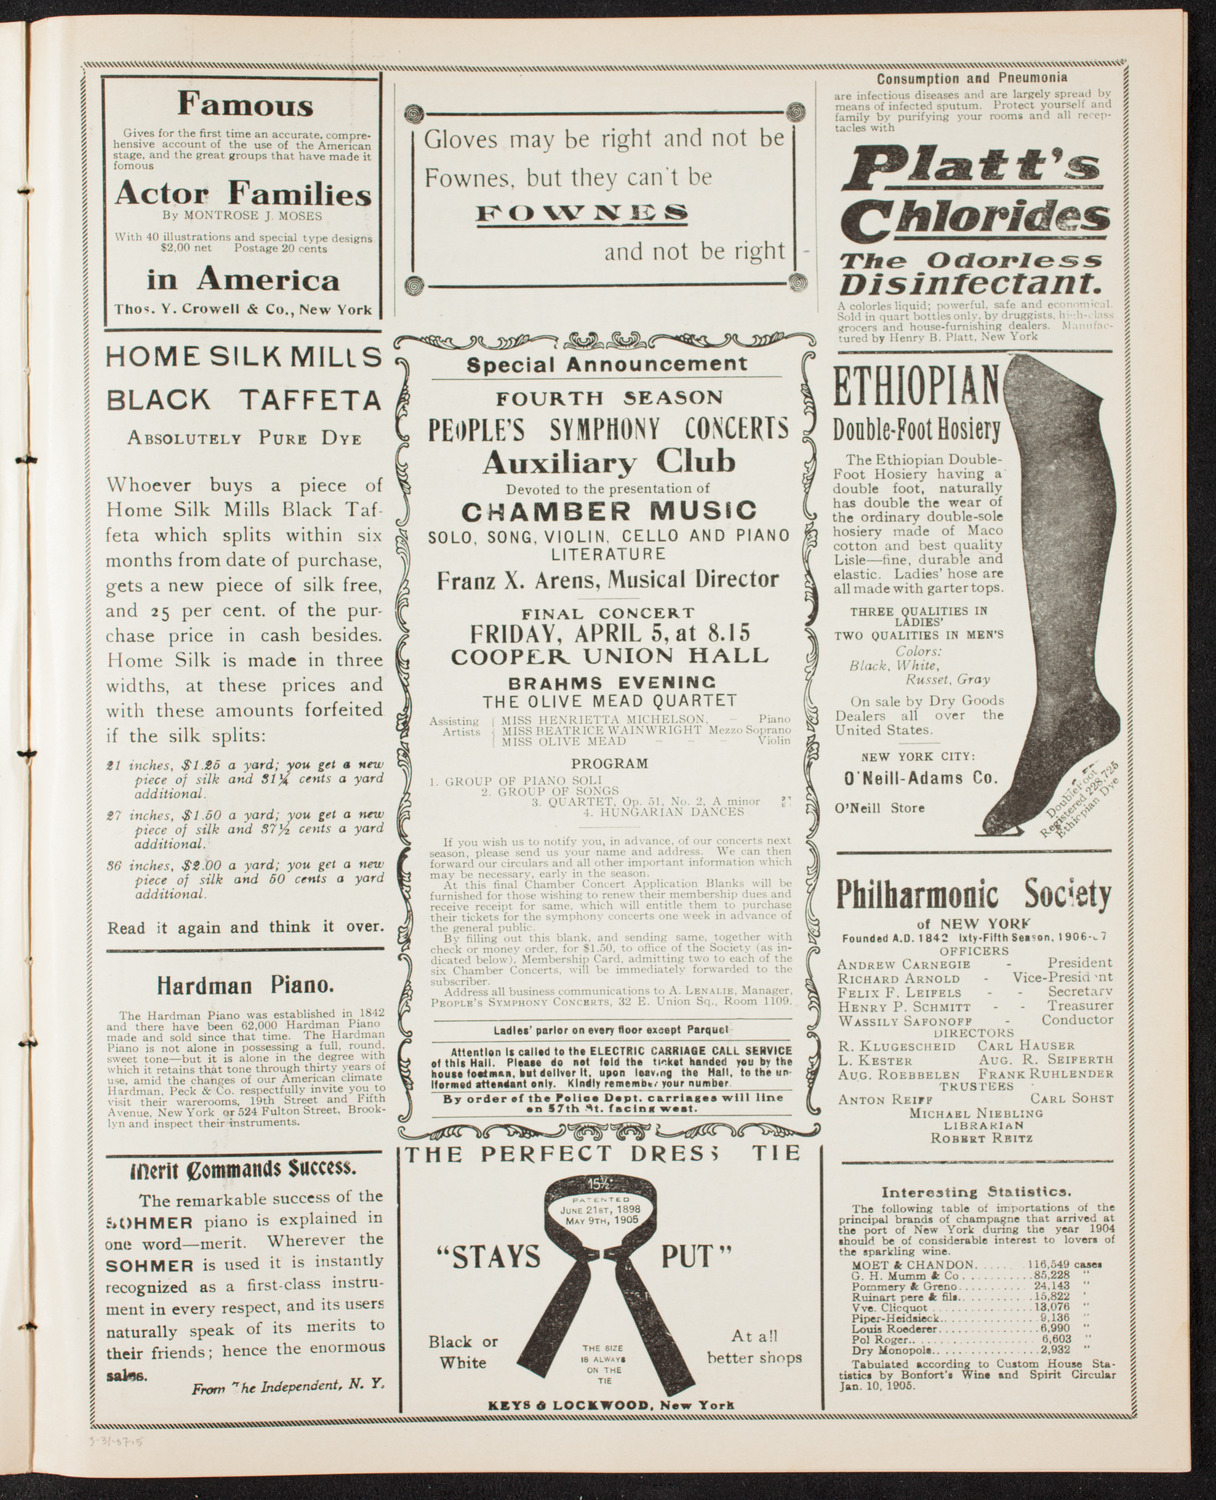 Famous
Gives for the first time an accurate, compre-
hensive account of the use of the American
stage, and the great groups that have made it
fomous
Actor Families
By MONTROSE J. MOSES
With 40 illustrations and special type designs
$2.00 net Postage 20 cents
in America
Thos. Y. Crowell & Co., New York
HOME SILK MILLS
BLACK TAFFETA
ABSOLUTELY PURE DYE
Whoever buys a piece of
Home Silk Mills Black Taf-
feta which splits within six
months from date of purchase,
gets a new piece of silk free,
and 25 per cent. of the pur-
chase price in cash besides.
Home Silk is made in three
widths, at these prices and
with these amounts forfeited
if the silk splits:
21 inches, $1.25 a yard; you get a new
piece of silk and 31¼ cents a yard
additional.
27 inches, $1.50 a yard; you get a new
piece of silk and 37½ cents a yard
additional.
36 inches, $2.00 a yard; you get a new
piece of silk and 50 cents a yard
additional.
Read it again and think it over.
Hardman Piano.
The Hardman Piano was established in 1842
and there have been 62,000 Hardman Piano
made and sold since that time. The Hardman
Piano is not alone in possessing a full, round,
sweet tone—but it is alone in the degree with
which it retains that tone through thirty years of
use, amid the changes of our American climate
Hardman, Peck & Co. respectfully invite you to
visit their warerooms, 19th Street and Fifth
Avenue, New York or 524 Fulton Street, Brook-
lyn and inspect their instruments.
Merit Commands Success.
The remarkable success of the
SOHMER piano is explained in
one word—merit. Wherever the
SOHMER is used it is instantly
recognized as a first-class instru-
ment in every respect, and its users
naturally speak of its merits to
their friends; hence the enormous
sales.
From The Independent, N. Y.
Gloves may be right and not be
Fownes, but they can't be
FOWNES
and not be right -
Special Announcement
FOURTH SEASON
PEOPLE'S SYMPHONY CONCERTS
Auxiliary Club
Devoted to the presentation of
CHAMBER MUSIC
SOLO, SONG, VIOLIN, CELLO AND PIANO
LITERATURE
Franz X. Arens, Musical Director
FINAL CONCERT
FRIDAY, APRIL 5, at 8.15
COOPER UNION HALL
BRAHMS EVENING
THE OLIVE MEAD QUARTET
Assisting Artists
MISS HENRIETTA MICHELSON, - Piano
MISS BEATRICE WAINWRIGHT Mezzo Soprano
MISS OLIVE MEAD - - - Violin
PROGRAM
1. GROUP OF PIANO SOLI
2. GROUP OF SONGS
3. QUARTET, Op. 51, No. 2, A minor
4. HUNGARIAN DANCES
If you wish us to notify you, in advance, of our concerts next
season, please send us your name and address. We can then
forward our circulars and all other important information which
may be necessary, early in the season.
At this final Chamber Concert Application Blanks will be
furnished for those wishing to renew their membership dues and
receive receipt for same, which will entitle them to purchase
their tickets for the symphony concerts one week in advance of
the general public.
By filling out this blank, and sending same, together with
check or money order, for $1.50, to office of the Society (as in-
dicated below), Membership Card, admitting two to each of the
six Chamber Concerts, will be immediately forwarded to the
subscriber.
Address all business communications to A. LENALIE, Manager,
PEOPLE'S SYMPHONY CONCERTS, 32 E. Union Sq., Room 1109.
Ladies' parlor on every floor except Parquet
Attention is called to the ELECTRIC CARRIAGE CALL SERVICE
of this Hall. Please do not fold the ticket handed you by the
house footman, but deliver it, upon leaving the Hall, to the un-
iformed attendant only. Kindly remember your number.
By order of the Police Dept. carriages will line
on 57th St. facing west.
THE PERFECT DRESS TIE
15½
PATENTED
JUNE 21ST, 1898
MAY 9TH, 1905
"STAYS PUT"
Black or
White
THE SIZE
IS ALWAYS
ON THE
TIE
At all
better shops
KEYS & LOCKWOOD, New York
Consumption and Pneumonia
are infectious diseases and are largely spread by
means of infected sputum. Protect yourself and
family by purifying your rooms and all recep-
tacles with
Platt's
Chlorides
The Odorless
Disinfectant.
A colorles liquid; powerful, safe and economical.
Sold in quart bottles only, by druggists, high-class
grocers and house-furnishing dealers. Manufac-
tured by Henry B. Platt, New York
ETHIOPIAN
Double-Foot Hosiery
The Ethiopian Double-
Foot Hosiery having a
double foot, naturally
has double the wear of
the ordinary double-sole
hosiery made of Maco
cotton and best quality
Lisle—fine, durable and
elastic. Ladies' hose are
all made with garter tops.
THREE QUALITIES IN
LADIES'
TWO QUALITIES IN MEN'S
Colors:
Black, White,
Russet, Gray
On sale by Dry Goods
Dealers all over the
United States.
NEW YORK CITY:
O'Neill-Adams Co.
O'Neill Store
Double-Foot
Registered 228,725
Ethiopian Dye
Philharmonic Society
of NEW YORK
Founded A.D. 1842 ixty-Fifth Season, 1906-07
OFFICERS
ANDREW CARNEGIE - President
RICHARD ARNOLD - Vice-President
FELIX F. LEIFELS - - Secretary
HENRY P. SCHMITT - - Treasurer
WASSILY SAFONOFF - Conductor
DIRECTORS
R. KLUGESCHEID CARL HAUSER
L. KESTER AUG. R. SEIFERTH
AUG. ROEBBELEN FRANK RUHLENDER
TRUSTEES
ANTON REIFF CARL SOHST
MICHAEL NIEBLING
LIBRARIAN
ROBERT REITZ
Interesting Statistics.
The following table of importations of the
principal brands of champagne that arrived at
the port of New York during the year 1904
should be of considerable interest to lovers of
the sparkling wine.
MOET & CHANDON...... 116,549 cases
G. H. Mumm & Co.......... 85,228 "
Pommery & Greno.......... 24,143 "
Ruinart pere & fils.......... 15,822 "
Vve. Clicquot.......... 13,076 "
Piper-Heidsieck.......... 9,136 "
Louis Roederer.......... 6,990 "
Pol Roger.......... 6,603 "
Dry Monopole.......... 2,932 "
Tabulated according to Custom House Sta-
tistics by Bonfort's Wine and Spirit Circular
Jan. 10, 1905.
3-31-07-5